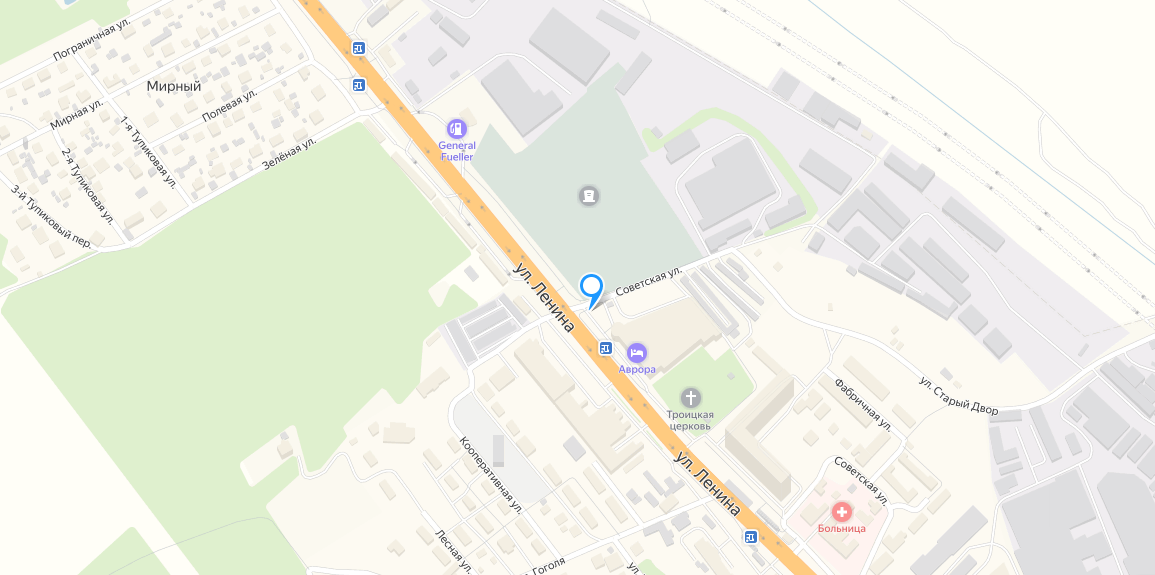 Пограничная ул.
Мирный
Мирная ул.
Полевая ул.
1-я Тупиковая ул.
2-я Тупиковая ул.
Зелёная ул.
3-й Тупиковый пер.
General
Fueller
ул. Ленина
Советская ул.
Аврора
Троицкая
церковь
ул. Старый Двор
Фабричная ул.
Советская ул.
ул. Ленина
Больница
Кооперативная ул.
Лесная ул.
Гоголя
ул.